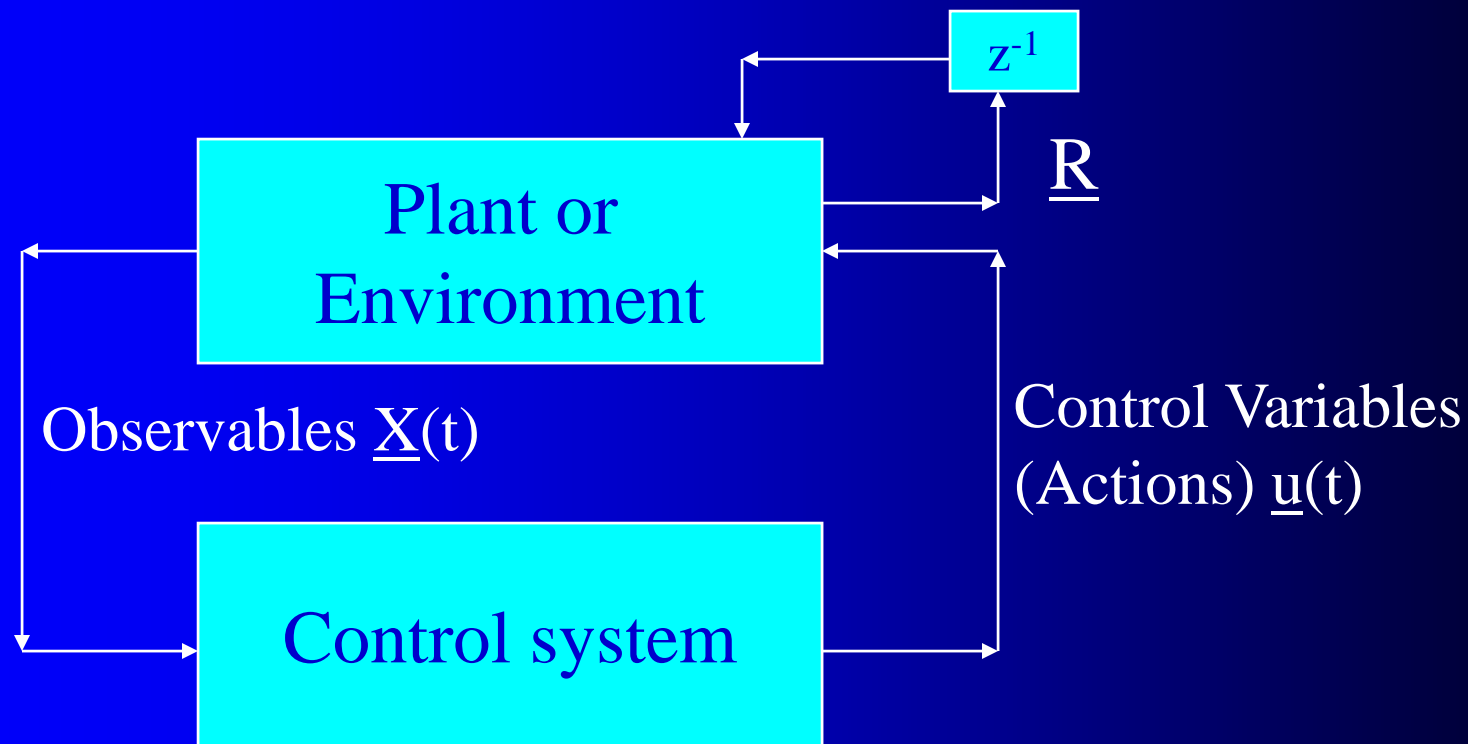 z⁻¹
R
Plant or
Environment
Observables X(t)
Control Variables
(Actions) u(t)
Control system